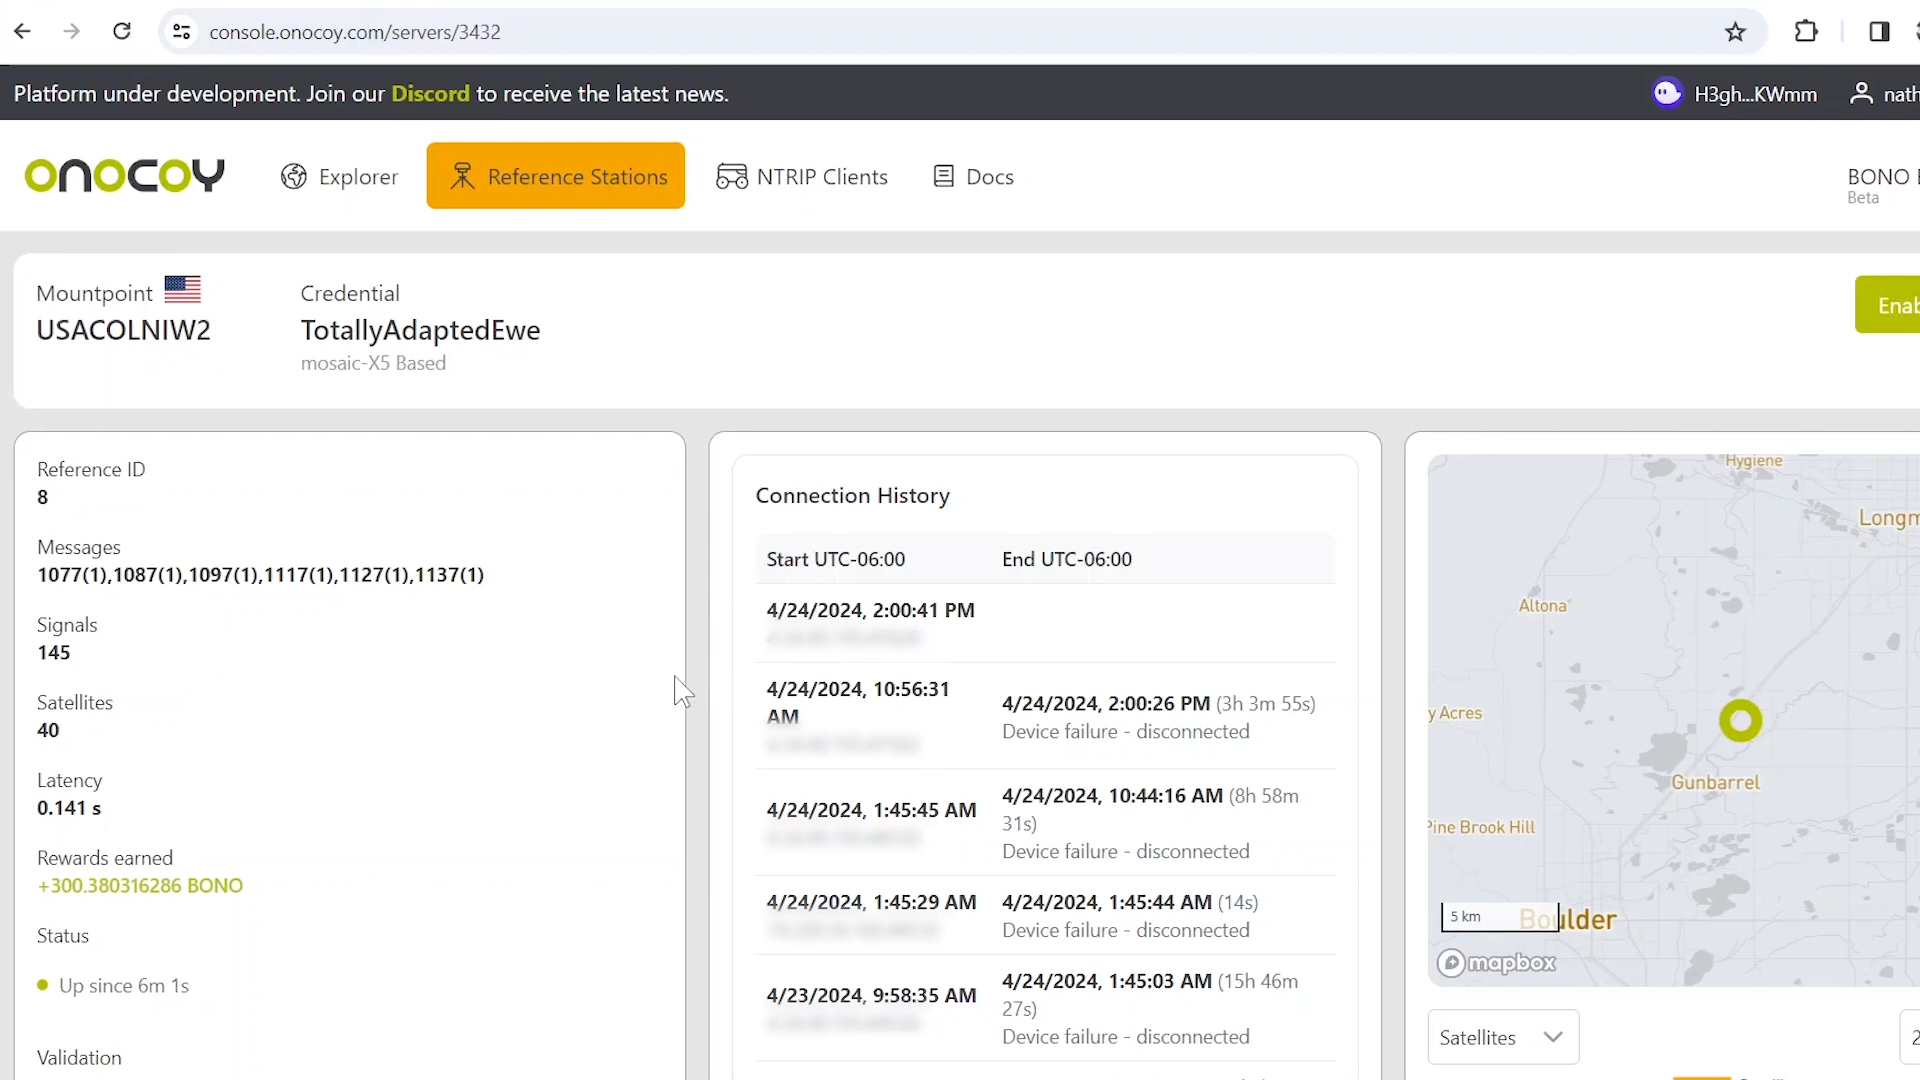 console.onocoy.com/servers/3432
Platform under development. Join our Discord to receive the latest news.
H3gh...KWmm
nath
onocoy
Explorer
Reference Stations
NTRIP Clients
Docs
BONO
Beta
Mountpoint
USACOLNIW2
Credential
TotallyAdaptedEwe
mosaic-X5 Based
Enab
Reference ID
8
Messages
1077(1),1087(1),1097(1),1117(1),1127(1),1137(1)
Signals
145
Satellites
40
Latency
0.141 s
Rewards earned
+300.380316286 BONO
Status
Up since 6m 1s
Validation
Connection History
Start UTC-06:00 End UTC-06:00
4/24/2024, 2:00:41 PM
4/24/2024, 10:56:31
AM
4/24/2024, 2:00:26 PM (3h 3m 55s)
Device failure - disconnected
4/24/2024, 1:45:45 AM
4/24/2024, 10:44:16 AM (8h 58m
31s)
Device failure - disconnected
4/24/2024, 1:45:29 AM
4/24/2024, 1:45:44 AM (14s)
Device failure - disconnected
4/23/2024, 9:58:35 AM
4/24/2024, 1:45:03 AM (15h 46m
27s)
Device failure - disconnected
Hygiene
Longm
Altona
y Acres
Gunbarrel
Pine Brook Hill
5 km
Boulder
mapbox
Satellites
2